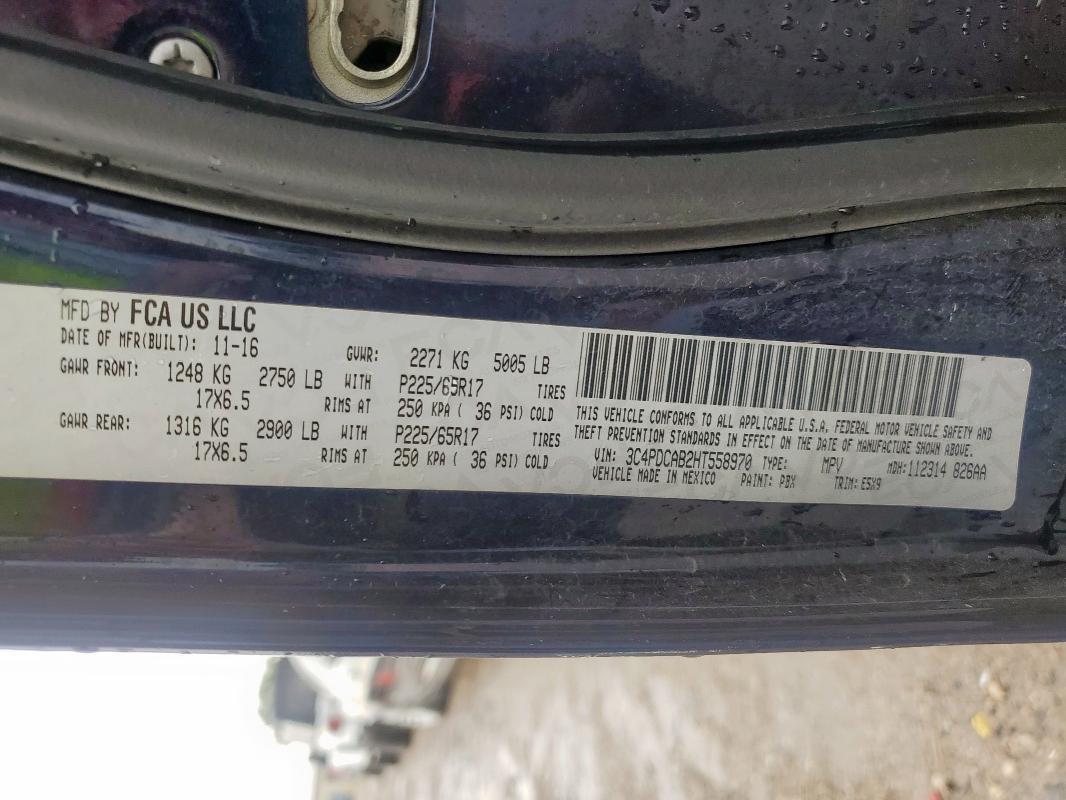 MFD BY FCA US LLC
DATE OF MFR(BUILT): 11-16 GVWR: 2271 KG 5005 LB
GAWR FRONT: 1248 KG 2750 LB WITH P225/65R17 TIRES
17X6.5 RIMS AT 250 KPA ( 36 PSI) COLD
GAWR REAR: 1316 KG 2900 LB WITH P225/65R17 TIRES
17X6.5 RIMS AT 250 KPA ( 36 PSI) COLD
THIS VEHICLE CONFORMS TO ALL APPLICABLE U.S.A. FEDERAL MOTOR VEHICLE SAFETY AND
THEFT PREVENTION STANDARDS IN EFFECT ON THE DATE OF MANUFACTURE SHOWN ABOVE.
VIN: 3C4PDCAB2HT558970 TYPE: MPV MDH: 112314 826AA
VEHICLE MADE IN MEXICO PAINT: PBX TRIM: E5X9